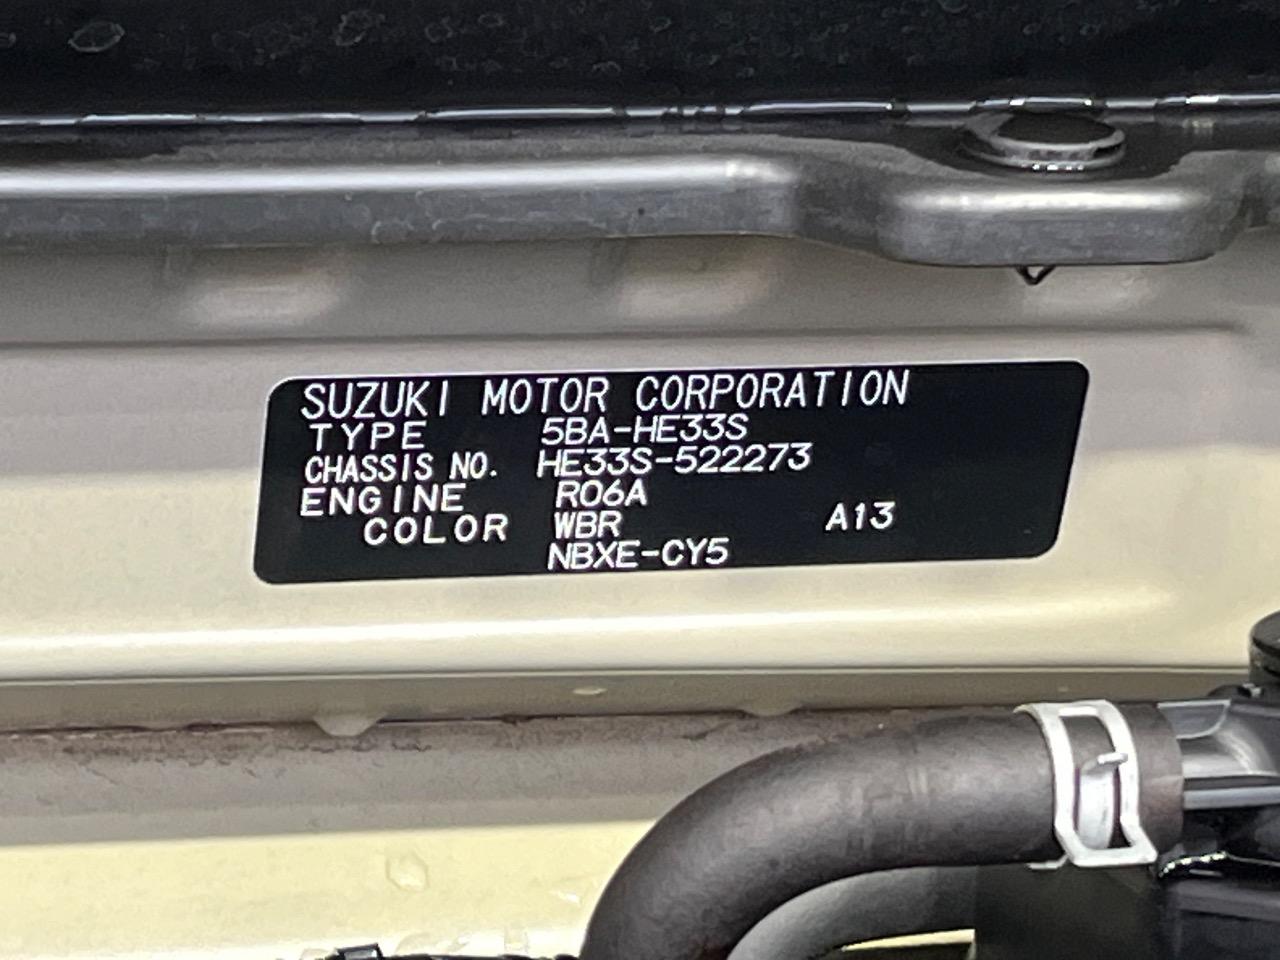 SUZUKI MOTOR CORPORATION
TYPE 5BA-HE33S
CHASSIS NO. HE33S-522273
ENGINE R06A
COLOR WBR A13
NBXE-CY5